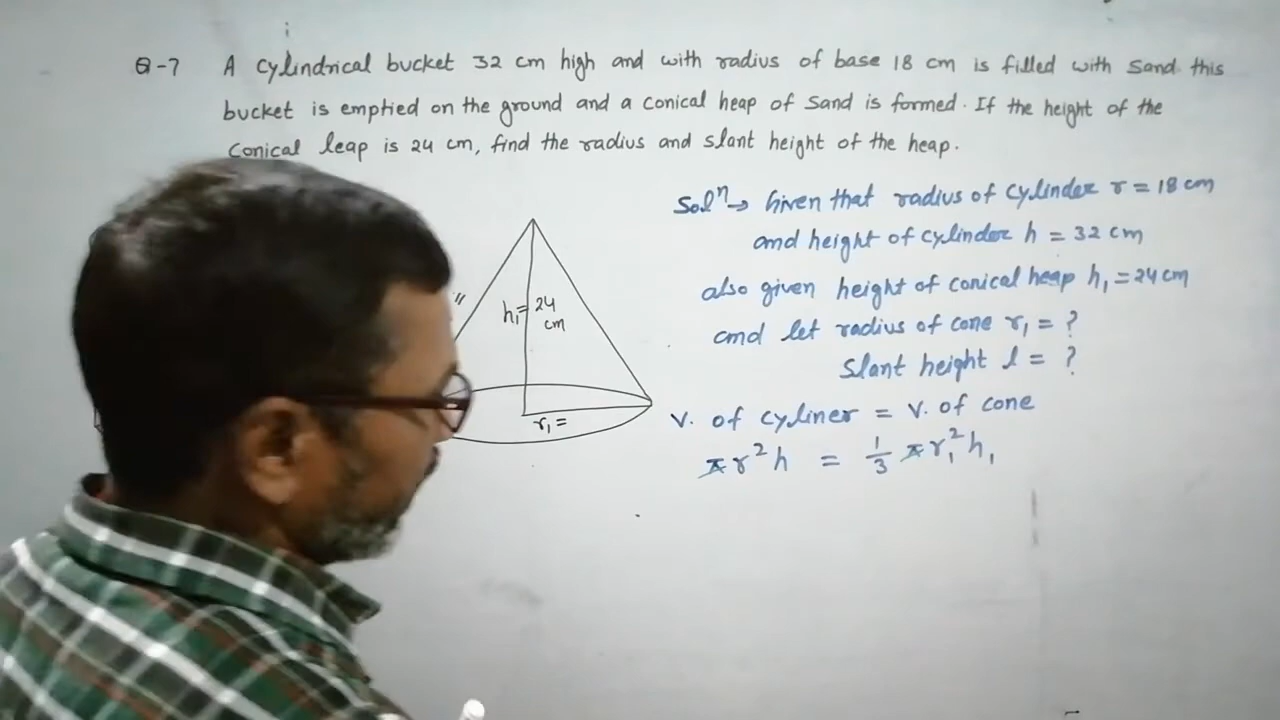 Q-7 A cylindrical bucket 32 cm high and with radius of base 18 cm is filled with sand. this
bucket is emptied on the ground and a conical heap of sand is formed. If the height of the
conical leap is 24 cm, find the radius and slant height of the heap.
Solⁿ → Given that radius of cylinder r = 18 cm
and height of cylinder h = 32 cm
also given height of conical heap h₁ = 24 cm
and let radius of cone r₁ = ?
slant height l = ?
V. of cyliner = V. of cone
πr²h = 1/3 πr₁²h₁
h₁= 24
cm
r₁ =